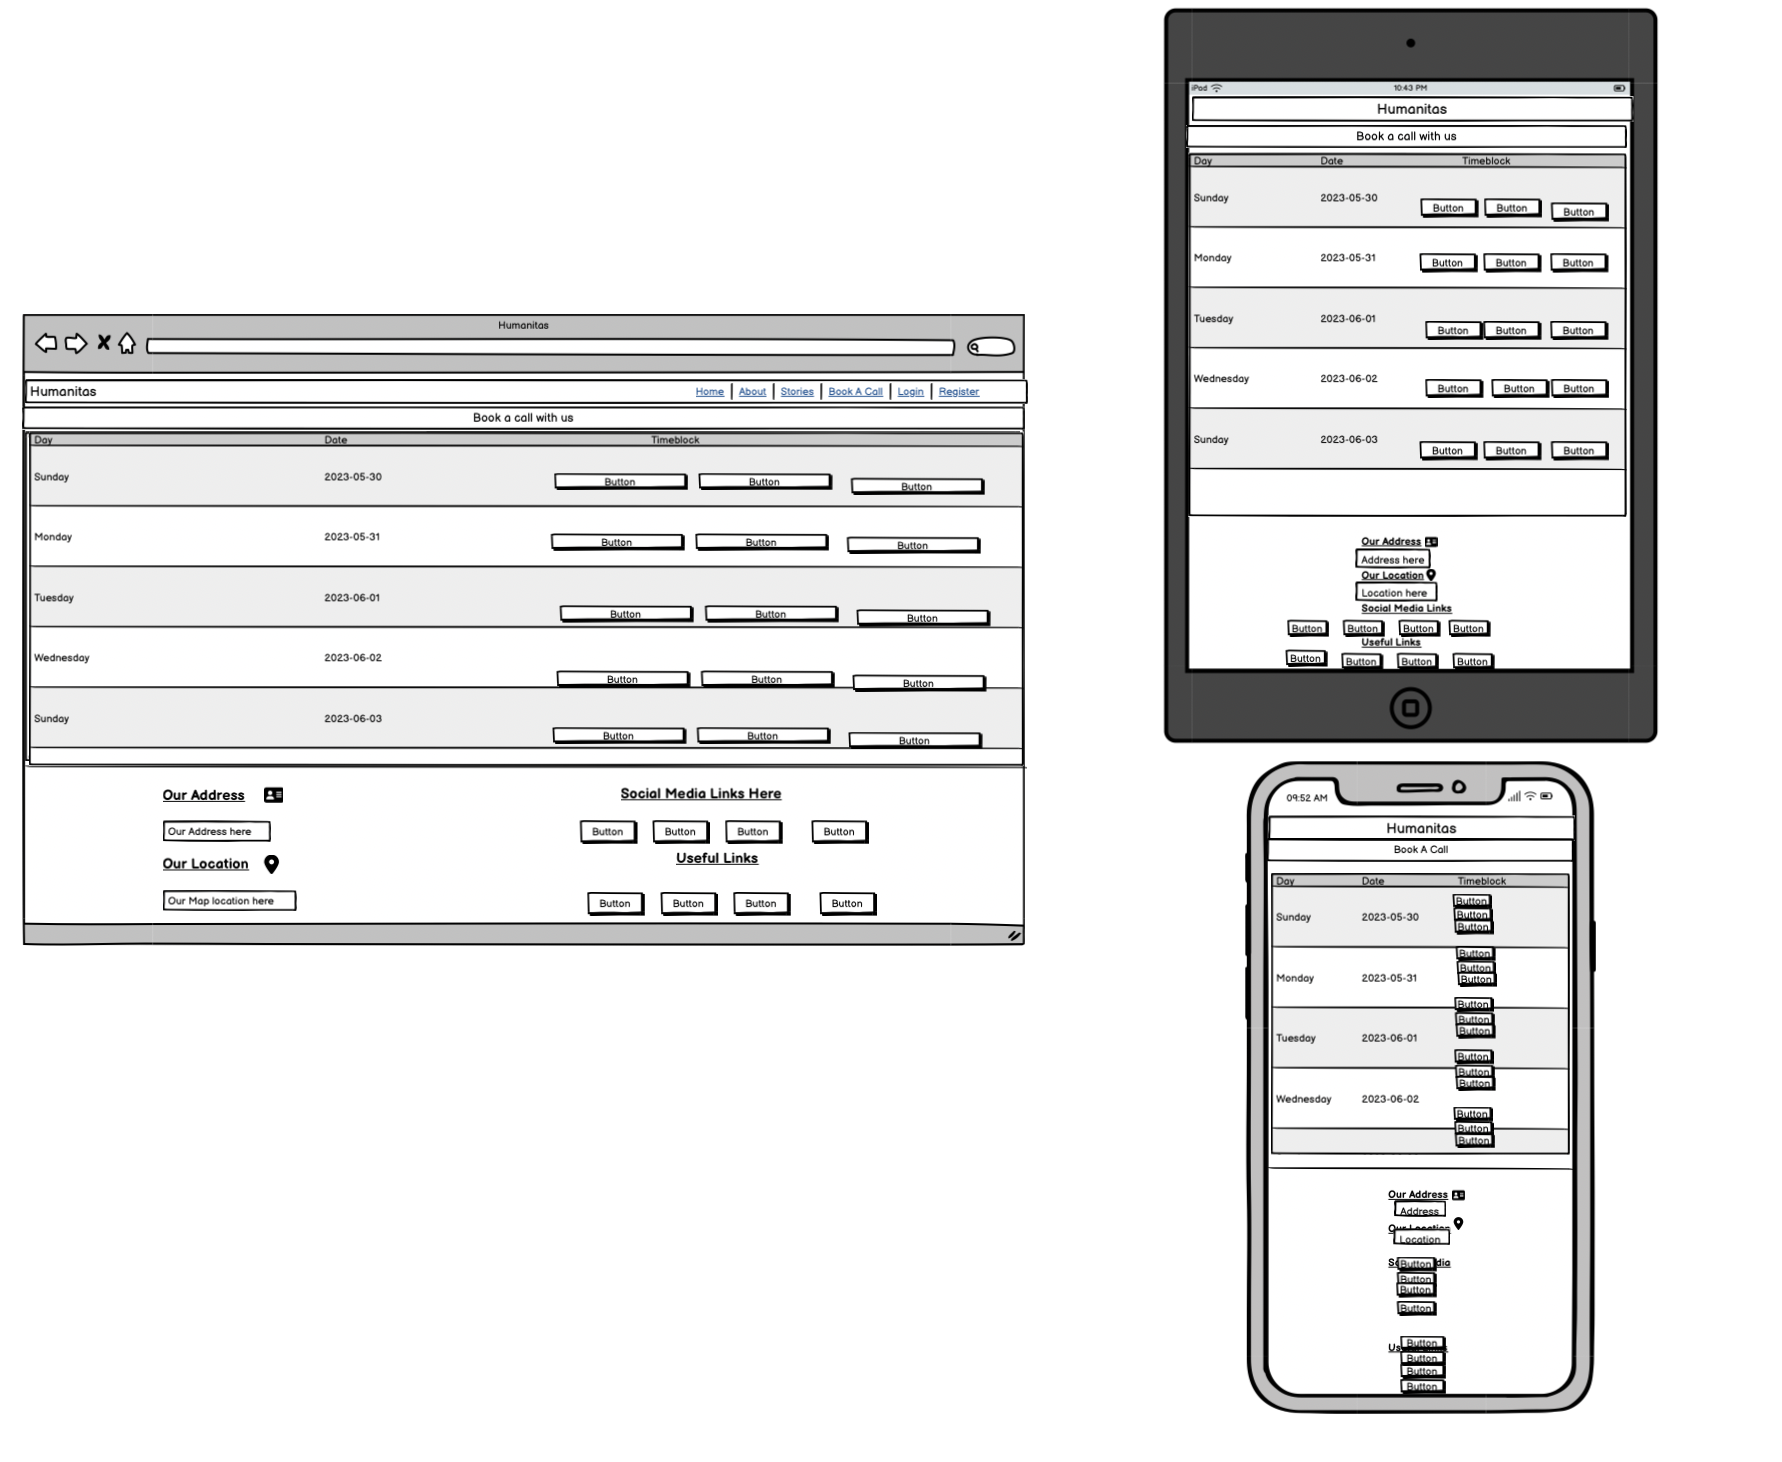 Humanitas
Humanitas Home About Stories Book A Call Login Register
Book a call with us
Day Date Timeblock
Sunday 2023-05-30 Button Button Button
Monday 2023-05-31 Button Button Button
Tuesday 2023-06-01 Button Button Button
Wednesday 2023-06-02 Button Button Button
Sunday 2023-06-03 Button Button Button
Our Address Social Media Links Here
Our Address here Button Button Button Button
Our Location Useful Links
Our Map location here Button Button Button Button
iPod 10:43 PM
Humanitas
Book a call with us
Day Date Timeblock
Sunday 2023-05-30 Button Button Button
Monday 2023-05-31 Button Button Button
Tuesday 2023-06-01 Button Button Button
Wednesday 2023-06-02 Button Button Button
Sunday 2023-06-03 Button Button Button
Our Address
Address here
Our Location
Location here
Social Media Links
Button Button Button Button
Useful Links
Button Button Button Button
09:52 AM
Humanitas
Book A Call
Day Date Timeblock
Button
Button
Sunday 2023-05-30
Button
Button
Button
Monday 2023-05-31
Button
Button
Button
Button
Tuesday 2023-06-01
Button
Button
Button
Wednesday 2023-06-02
Button
Button
Button
Our Address
Address
Our Location
Location
Button
Button
Button
Button
Button
Button
Button
Button